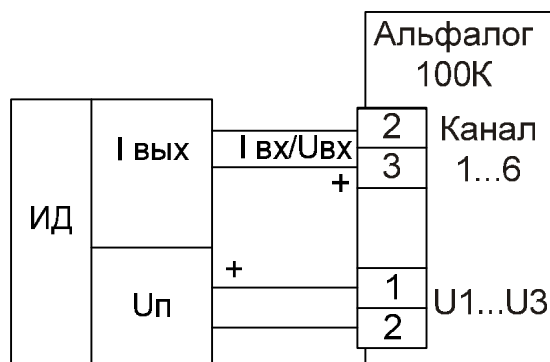 Альфалог
100К
I вых
I вх/Uвх
2
Канал
3
1...6
+
ИД
+
Uп
1
U1...U3
2